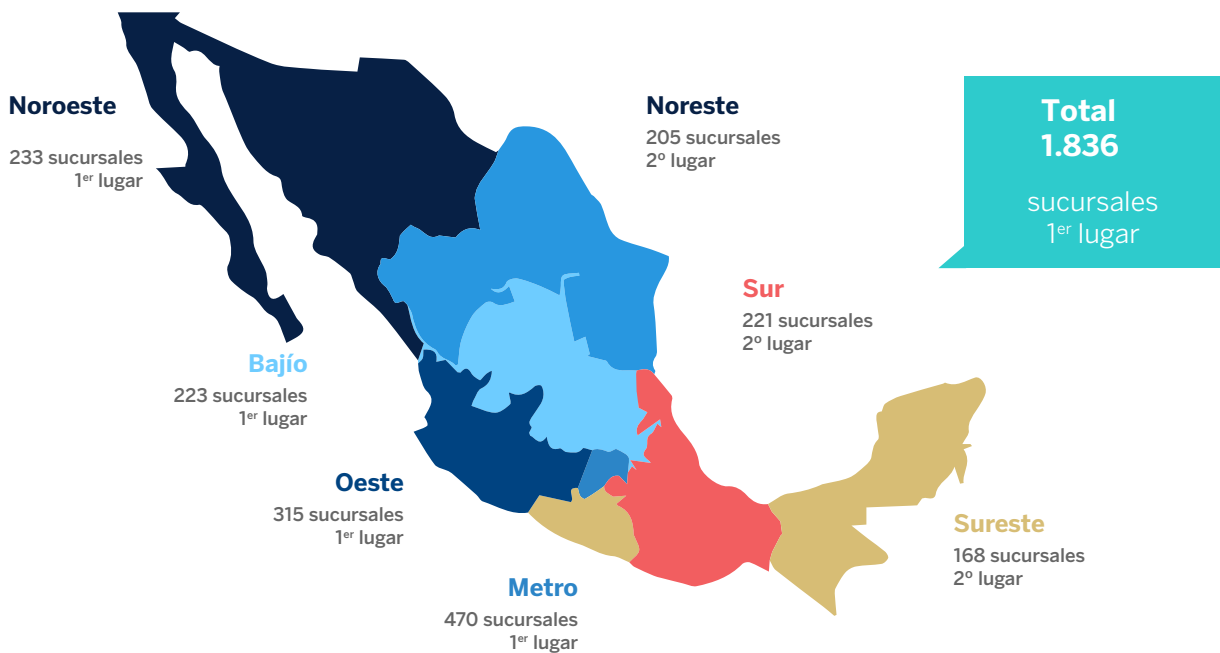 Noroeste
233 sucursales
1er lugar
Noreste
205 sucursales
2º lugar
Total
1.836
sucursales
1er lugar
Sur
221 sucursales
2º lugar
Bajío
223 sucursales
1er lugar
Oeste
315 sucursales
1er lugar
Sureste
168 sucursales
2º lugar
Metro
470 sucursales
1er lugar